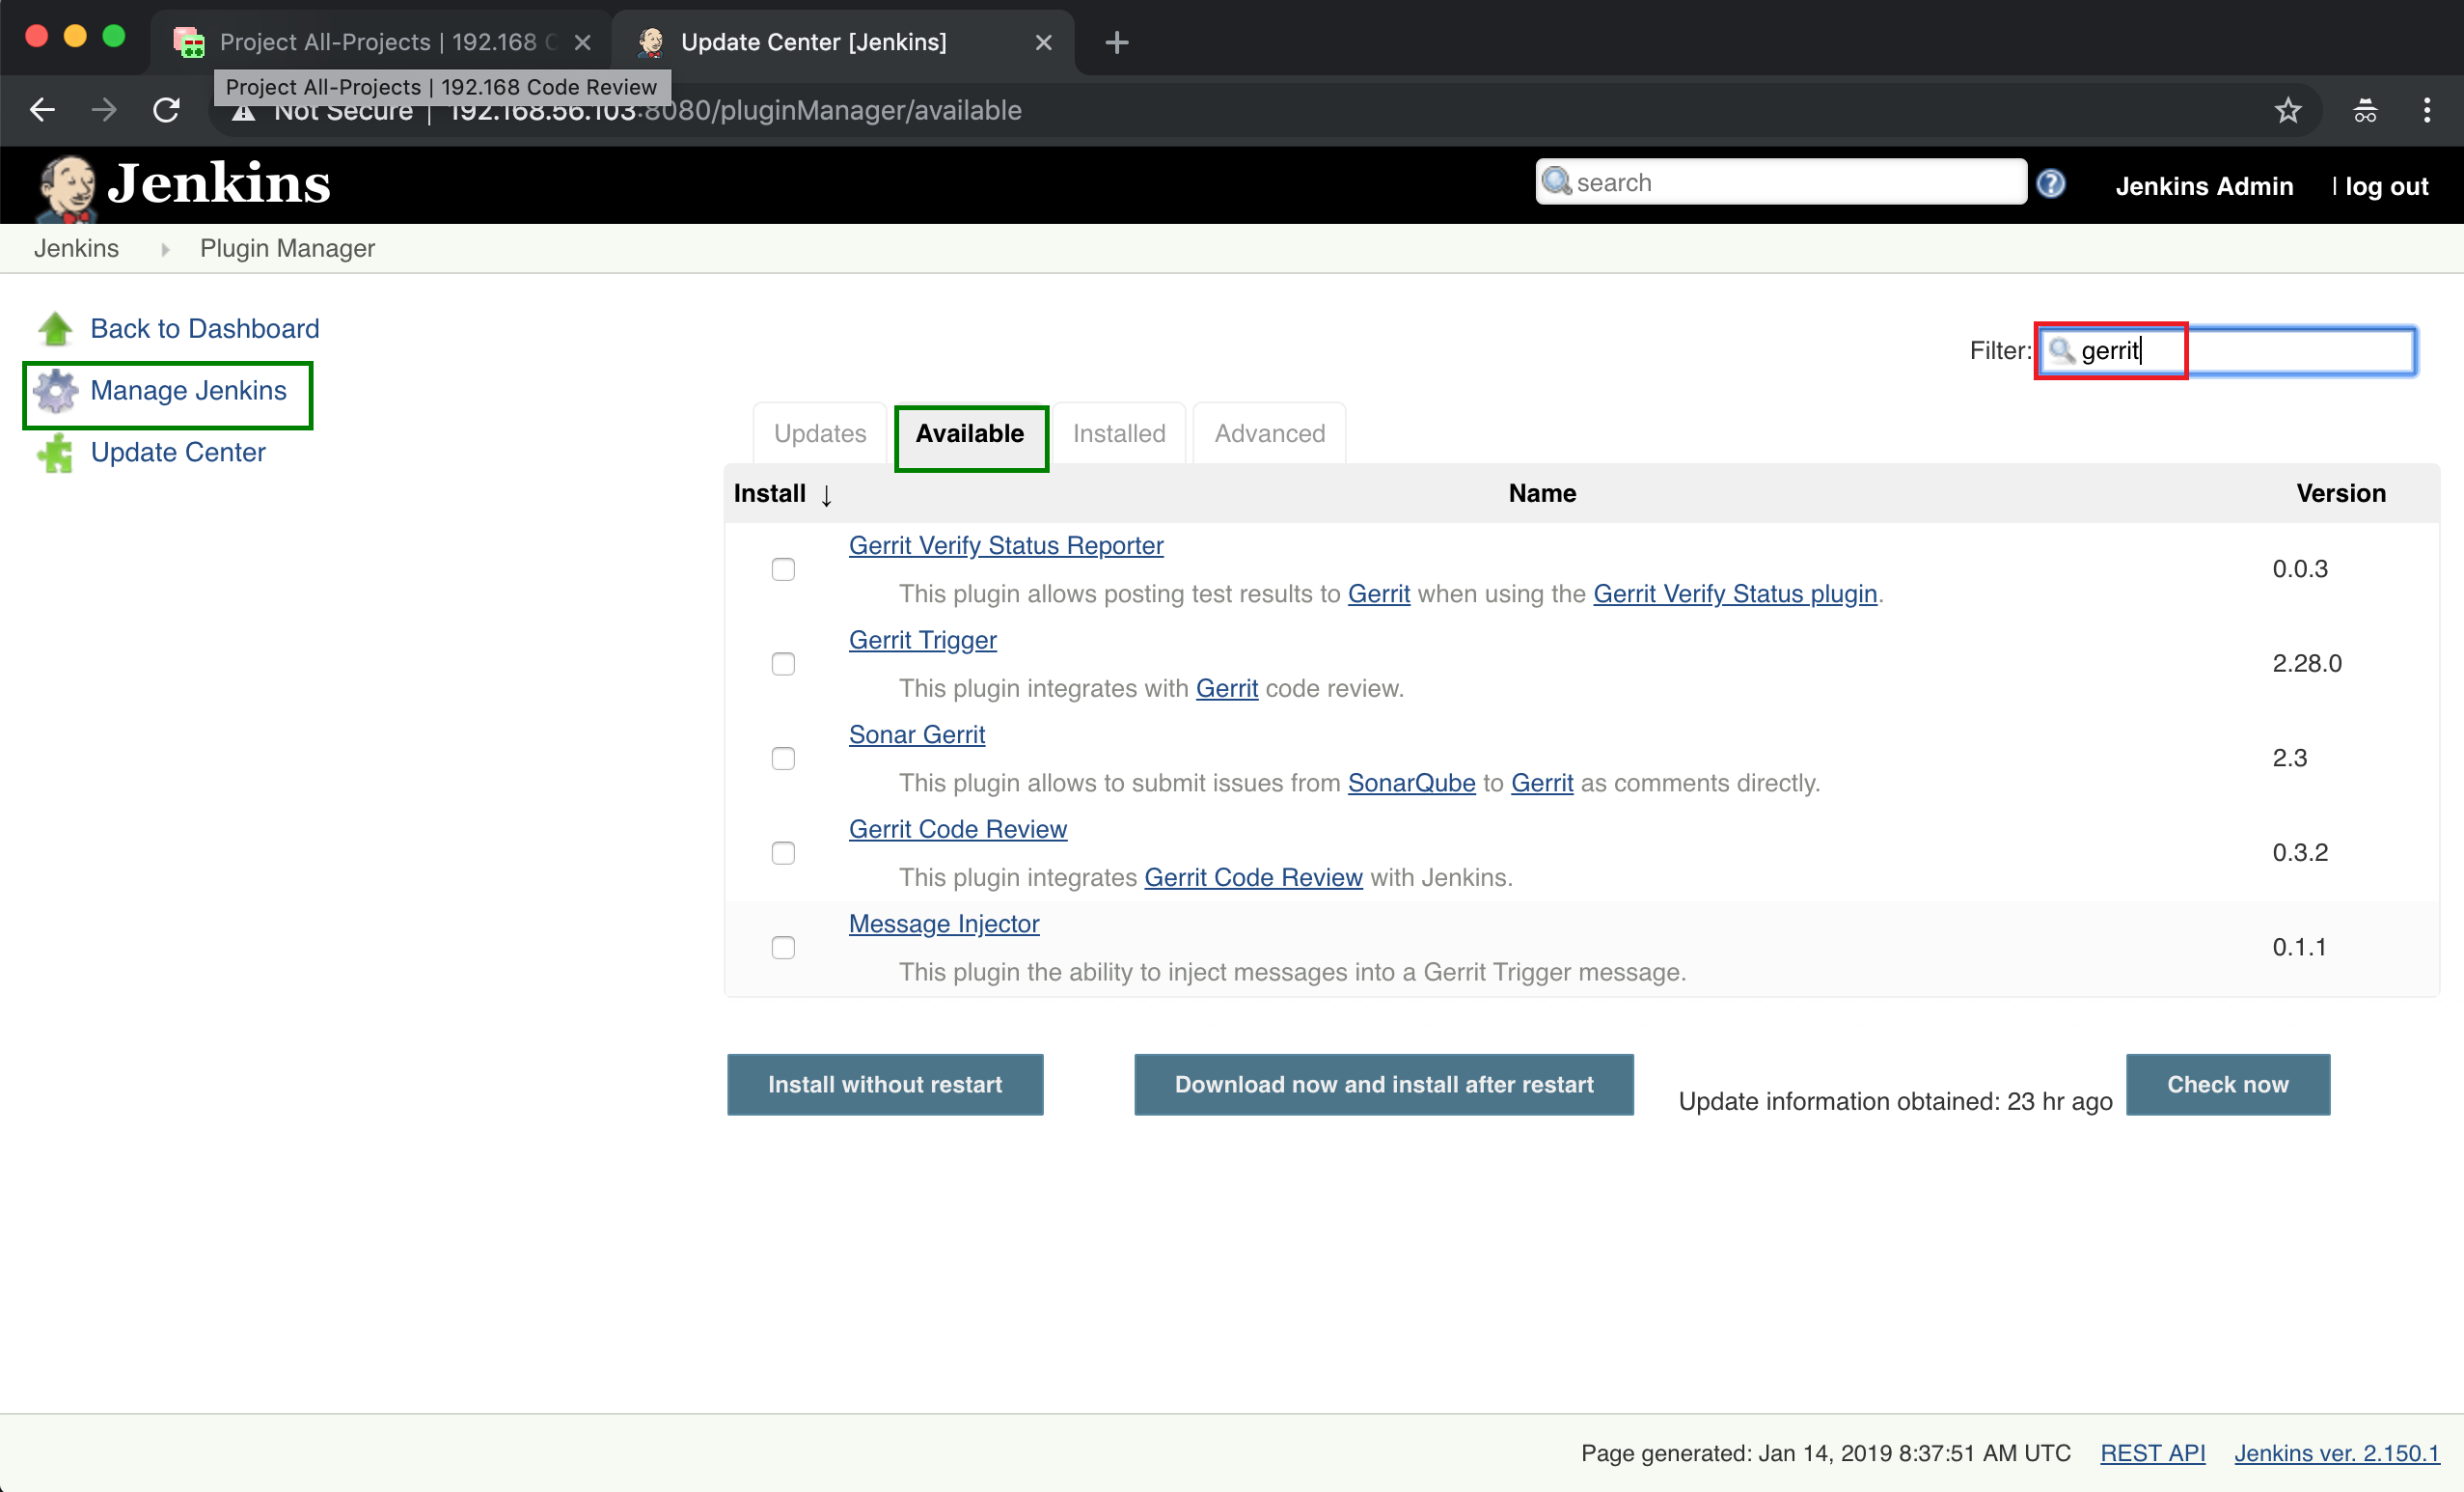 Project All-Projects | 192.168 C
Update Center [Jenkins]
Project All-Projects | 192.168 Code Review
Not Secure | 192.168.56.103:8080/pluginManager/available
Jenkins
search
Jenkins Admin
| log out
Jenkins
Plugin Manager
Back to Dashboard
Manage Jenkins
Update Center
Filter: gerrit
Updates
Available
Installed
Advanced
Install ↓
Name
Version
Gerrit Verify Status Reporter
This plugin allows posting test results to Gerrit when using the Gerrit Verify Status plugin.
0.0.3
Gerrit Trigger
This plugin integrates with Gerrit code review.
2.28.0
Sonar Gerrit
This plugin allows to submit issues from SonarQube to Gerrit as comments directly.
2.3
Gerrit Code Review
This plugin integrates Gerrit Code Review with Jenkins.
0.3.2
Message Injector
This plugin the ability to inject messages into a Gerrit Trigger message.
0.1.1
Install without restart
Download now and install after restart
Update information obtained: 23 hr ago
Check now
Page generated: Jan 14, 2019 8:37:51 AM UTC
REST API
Jenkins ver. 2.150.1